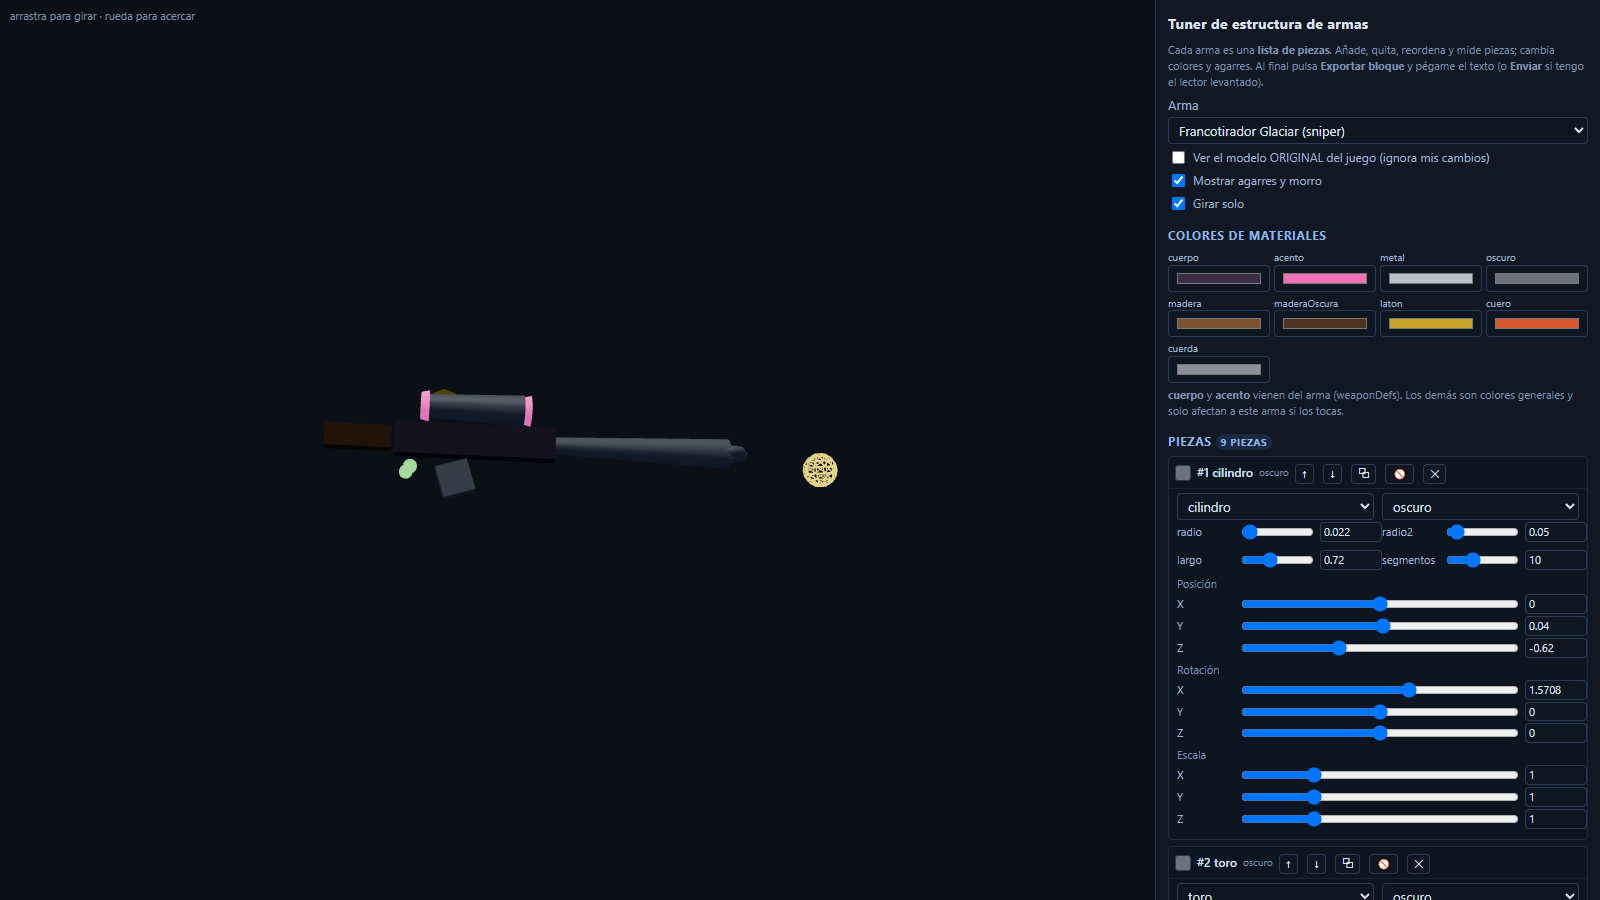 arrastra para girar · rueda para acercar
Tuner de estructura de armas
Cada arma es una lista de piezas. Añade, quita, reordena y mide piezas; cambia
colores y agarres. Al final pulsa Exportar bloque y pégame el texto (o Enviar si tengo
el lector levantado).
Arma
Francotirador Glaciar (sniper)
Ver el modelo ORIGINAL del juego (ignora mis cambios)
Mostrar agarres y morro
Girar solo
COLORES DE MATERIALES
cuerpo acento metal oscuro
madera maderaOscura laton cuero
cuerda
cuerpo y acento vienen del arma (weaponDefs). Los demás son colores generales y
solo afectan a este arma si los tocas.
PIEZAS 9 PIEZAS
#1 cilindro oscuro ↑ ↓
cilindro oscuro
radio 0.022 radio2 0.05
largo 0.72 segmentos 10
Posición
X 0
Y 0.04
Z -0.62
Rotación
X 1.5708
Y 0
Z 0
Escala
X 1
Y 1
Z 1
#2 toro oscuro ↑ ↓
toro oscuro